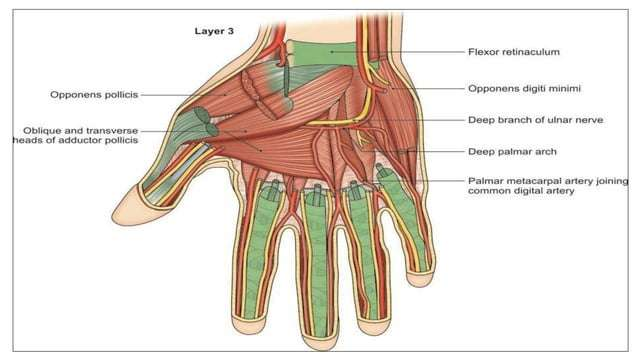 Layer 3
Flexor retinaculum
Opponens pollicis
Opponens digiti minimi
Deep branch of ulnar nerve
Oblique and transverse
heads of adductor pollicis
Deep palmar arch
Palmar metacarpal artery joining
common digital artery